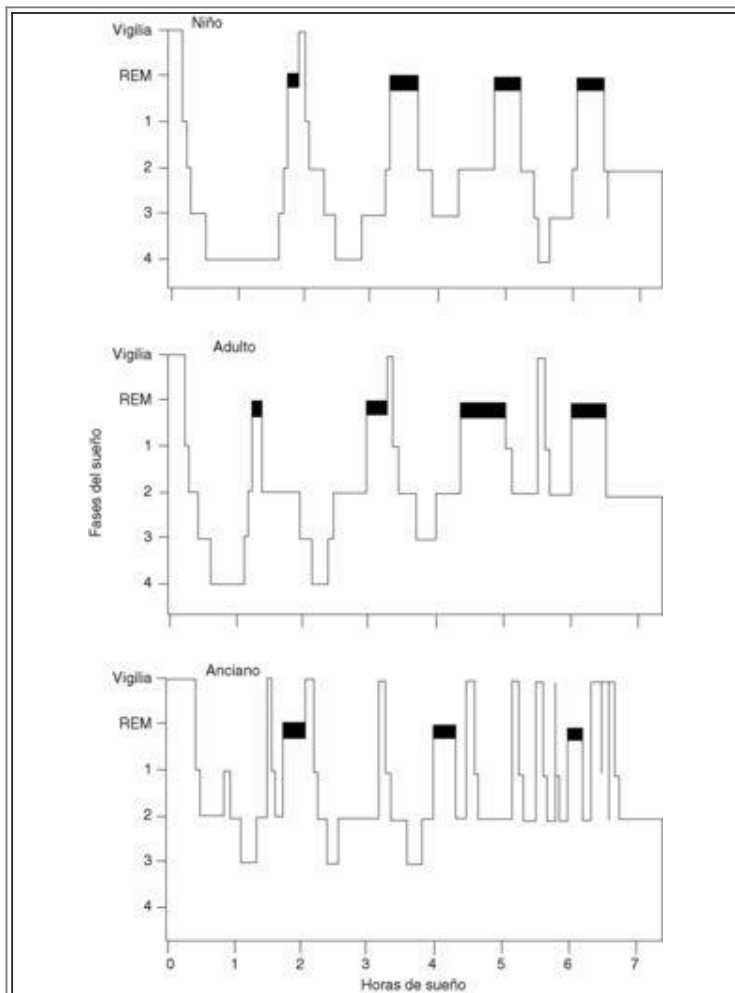 Niño
Vigilia
REM
1
2
3
4
Adulto
Vigilia
REM
1
2
3
4
Fases del sueño
Anciano
Vigilia
REM
1
2
3
4
0 1 2 3 4 5 6 7
Horas de sueño